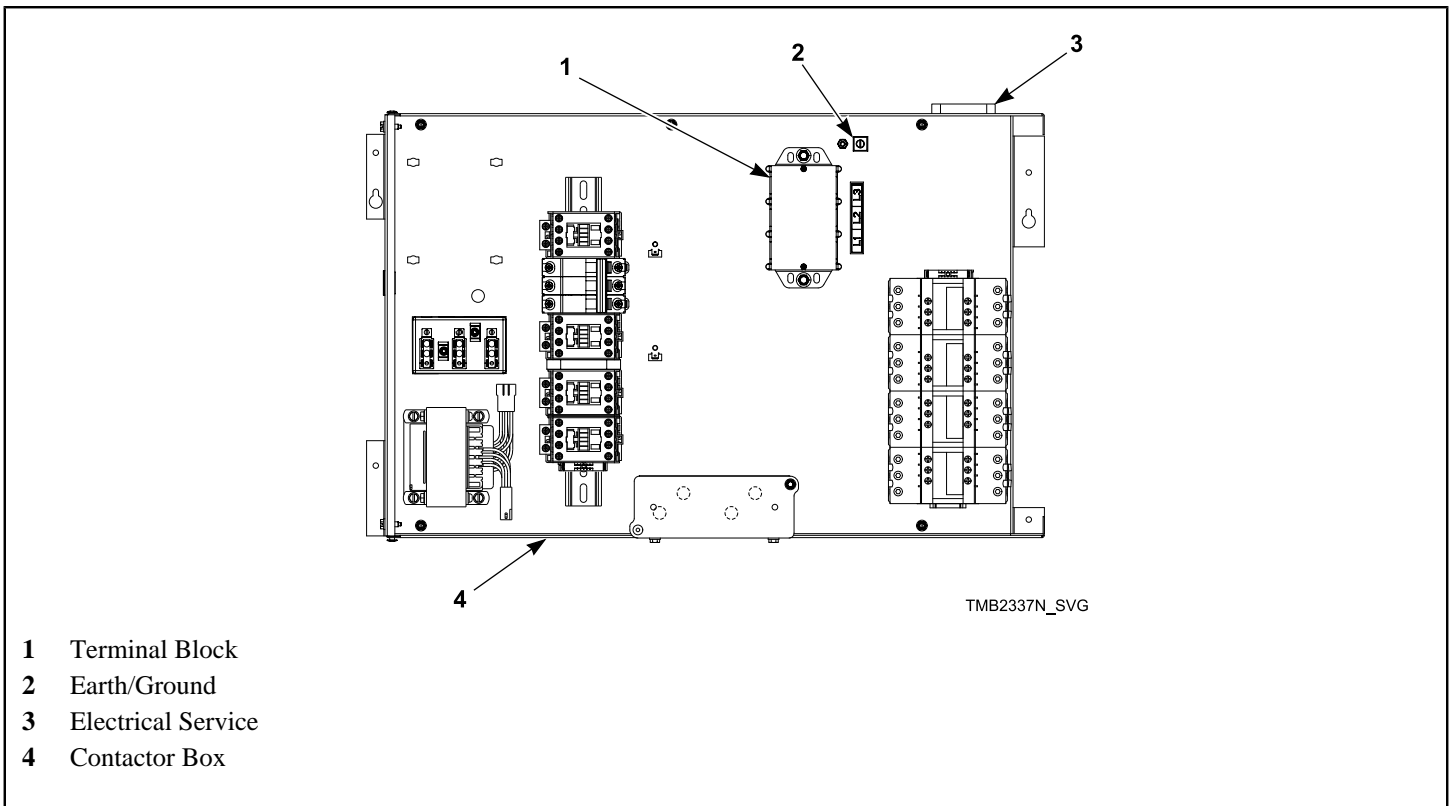 1
2
3
L1 L2 L3
4
TMB2337N_SVG
1 Terminal Block
2 Earth/Ground
3 Electrical Service
4 Contactor Box